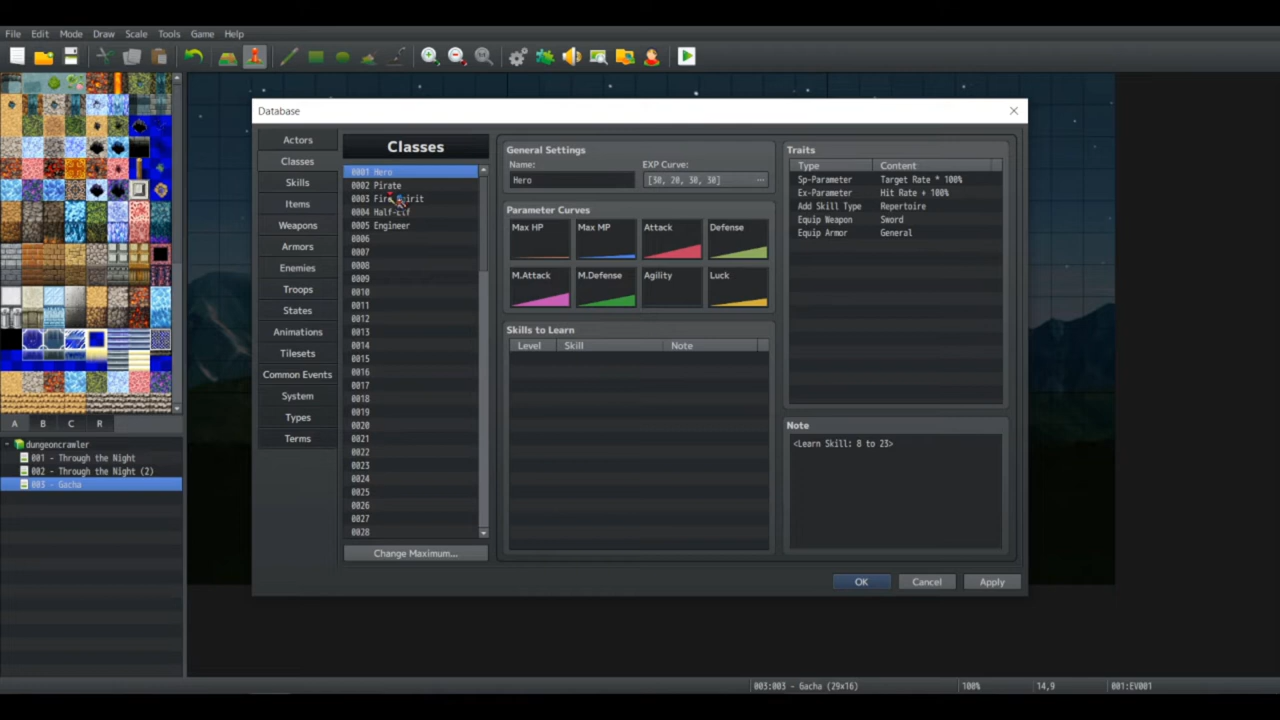 File Edit Mode Draw Scale Tools Game Help
Database
Actors
Classes
Skills
Items
Weapons
Armors
Enemies
Troops
States
Animations
Tilesets
Common Events
System
Types
Terms
Classes
0001 Hero
0002 Pirate
0003 Fire Spirit
0004 Half-Elf
0005 Engineer
0006
0007
0008
0009
0010
0011
0012
0013
0014
0015
0016
0017
0018
0019
0020
0021
0022
0023
0024
0025
0026
0027
0028
Change Maximum...
General Settings
Name: EXP Curve:
Hero [30, 20, 30, 30] ...
Parameter Curves
Max HP Max MP Attack Defense
M.Attack M.Defense Agility Luck
Skills to Learn
Level Skill Note
Traits
Type Content
Sp-Parameter Target Rate * 100%
Ex-Parameter Hit Rate + 100%
Add Skill Type Repertoire
Equip Weapon Sword
Equip Armor General
Note
<Learn Skill: 8 to 23>
OK Cancel Apply
A B C R
dungeoncrawler
001 - Through the Night
002 - Through the Night (2)
003 - Gacha
003:003 - Gacha (29x16) 100% 14,9 001:EV001